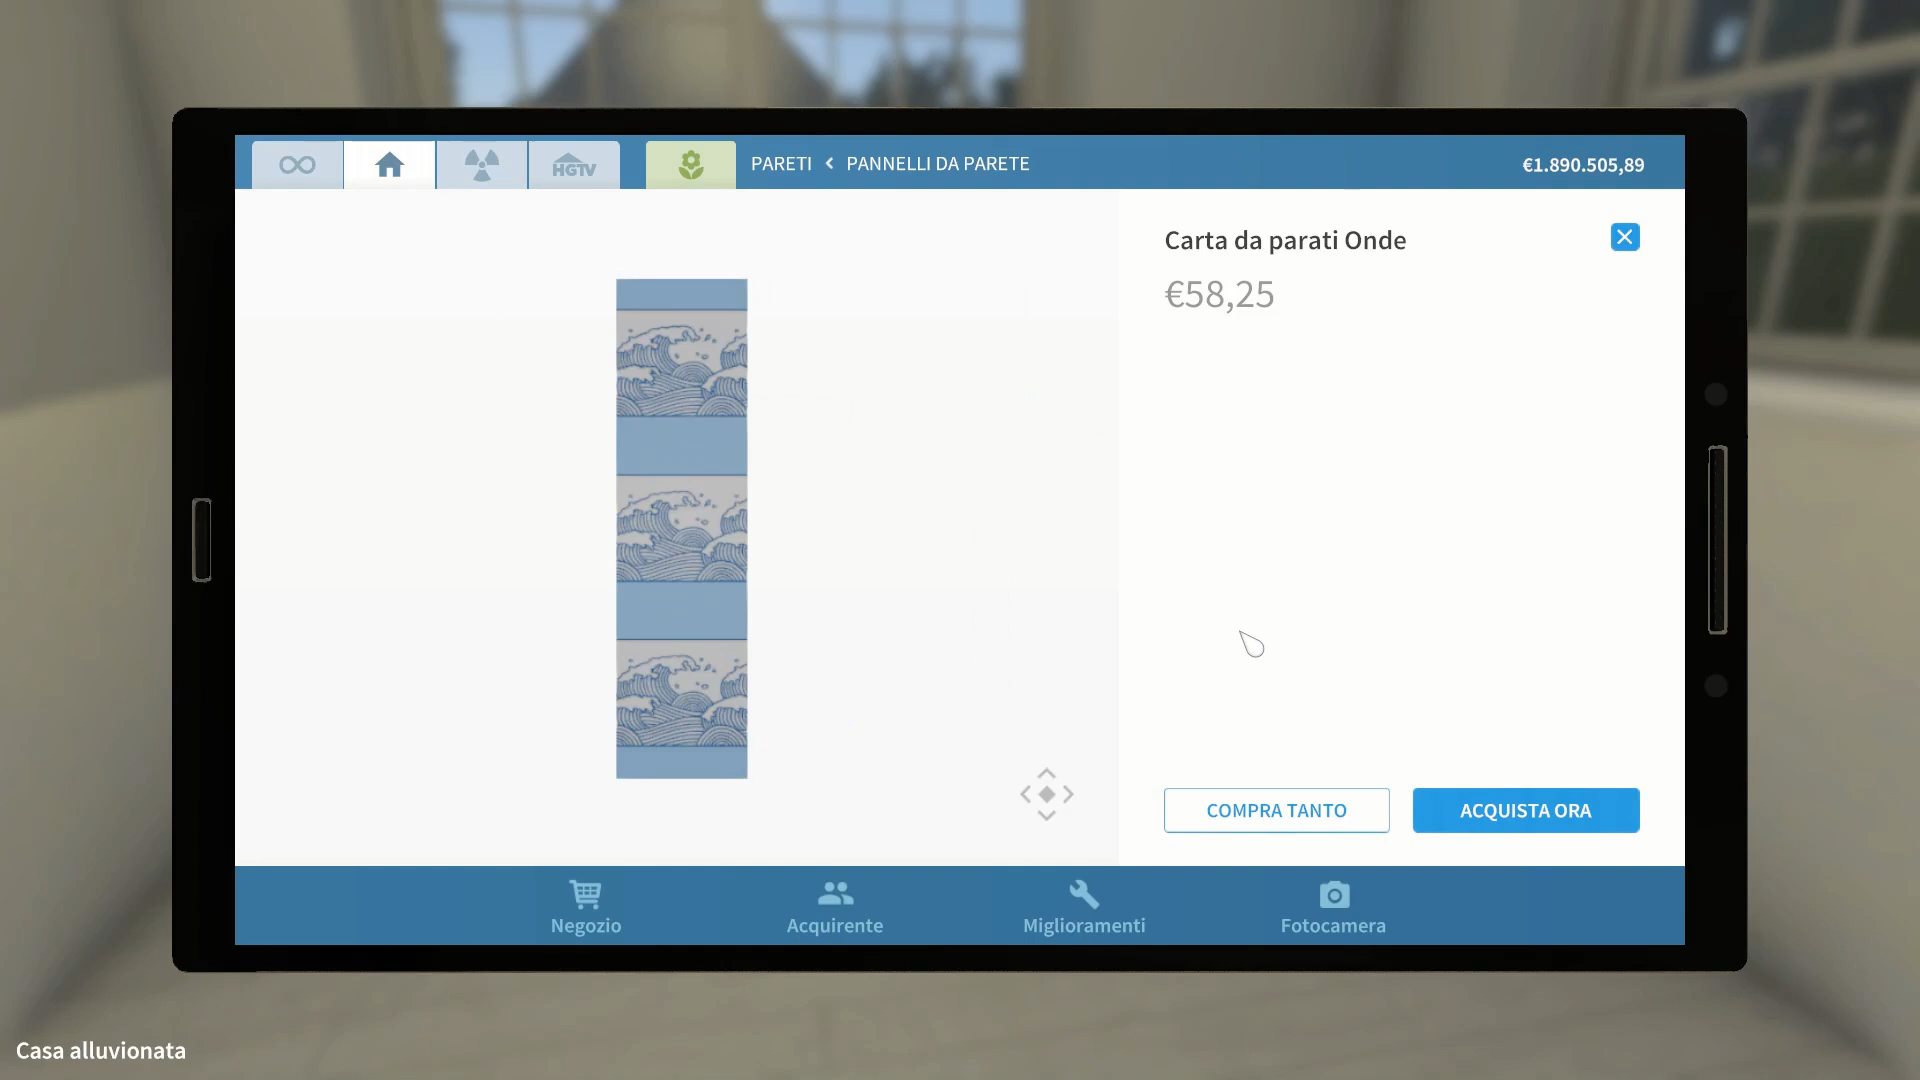 HGTV
PARETI < PANNELLI DA PARETE
€1.890.505,89
Carta da parati Onde
€58,25
COMPRA TANTO
ACQUISTA ORA
Negozio
Acquirente
Miglioramenti
Fotocamera
Casa alluvionata